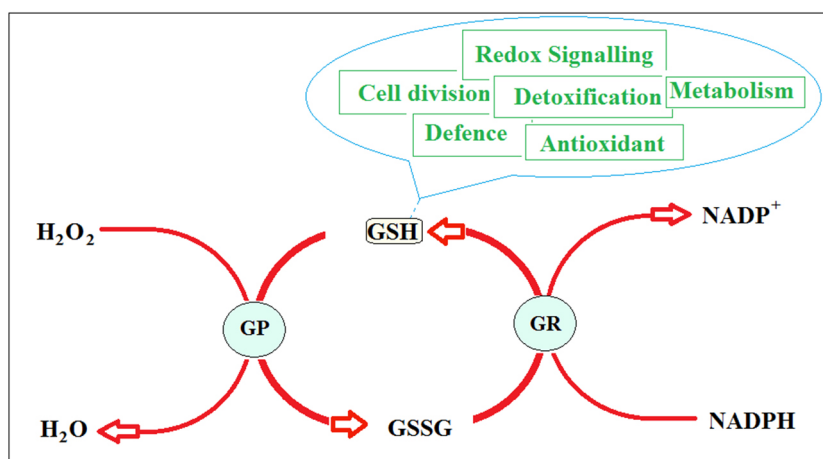 Redox Signalling
Cell division
Detoxification
Metabolism
Defence
Antioxidant
H₂O₂
GSH
NADP⁺
GP
GR
H₂O
GSSG
NADPH